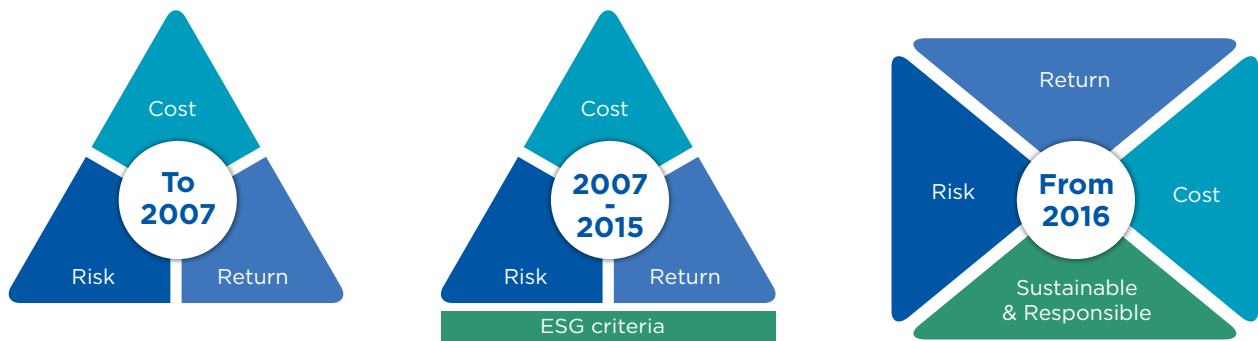 Cost
To
2007
Risk
Return
Cost
2007
-
2015
Risk
Return
ESG criteria
Return
Risk
From
2016
Cost
Sustainable
& Responsible